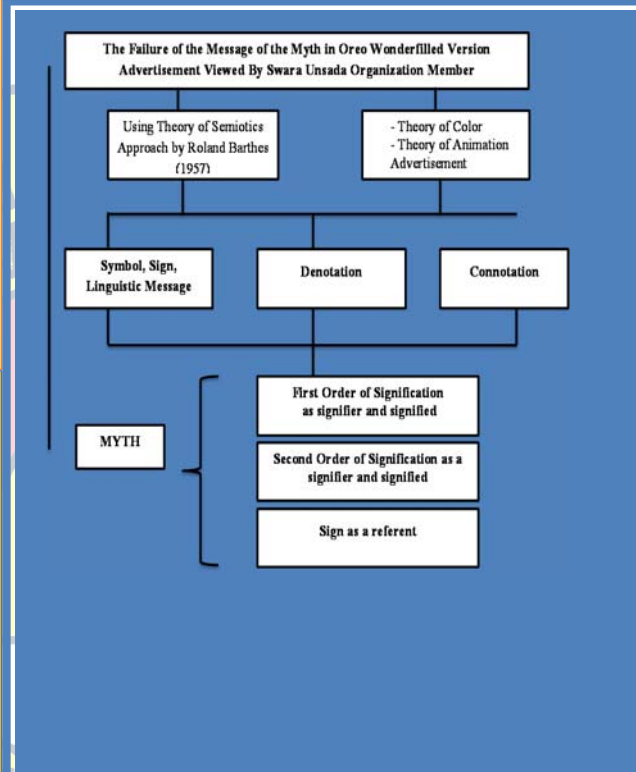 The Failure of the Message of the Myth in Oreo Wonderfilled Version
Advertisement Viewed By Swara Unsada Organization Member
Using Theory of Semiotics
Approach by Roland Barthes
(1957)
- Theory of Color
- Theory of Animation
Advertisement
Symbol, Sign,
Linguistic Message
Denotation
Connotation
First Order of Signification
as signifier and signified
MYTH
Second Order of Signification as a
signifier and signified
Sign as a referent